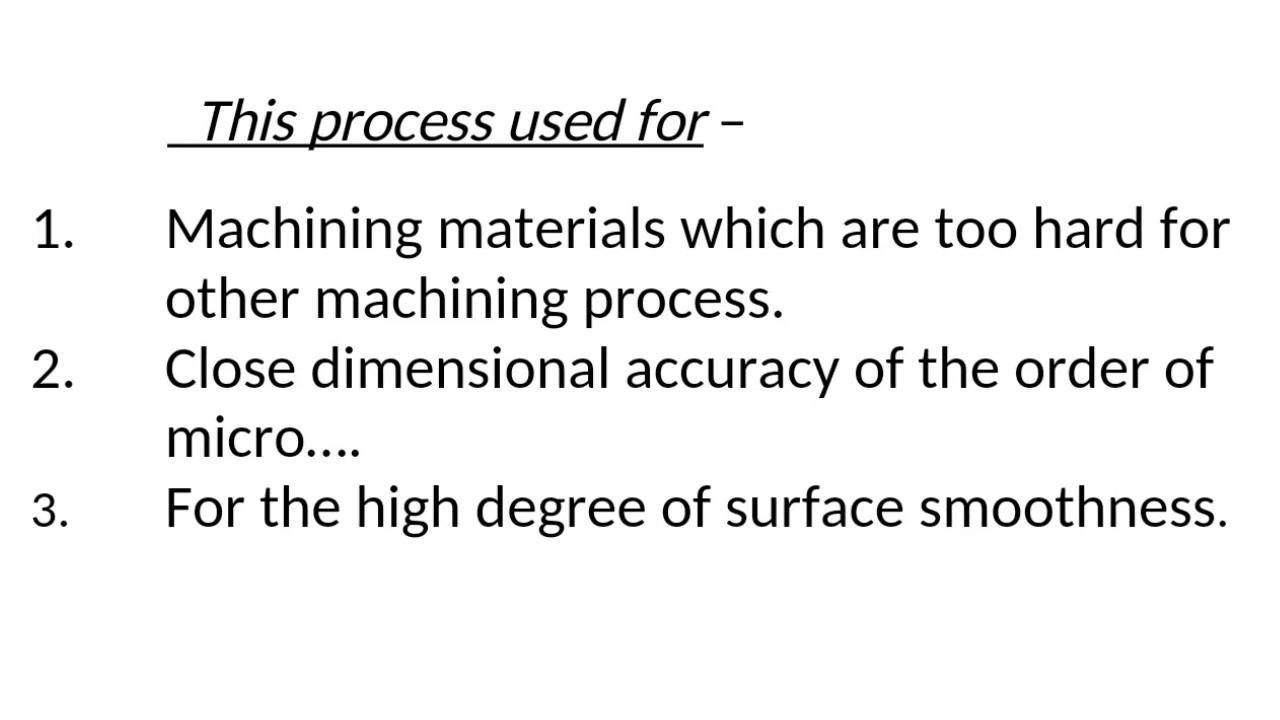 This process used for –
1. Machining materials which are too hard for
other machining process.
2. Close dimensional accuracy of the order of
micro....
3. For the high degree of surface smoothness.